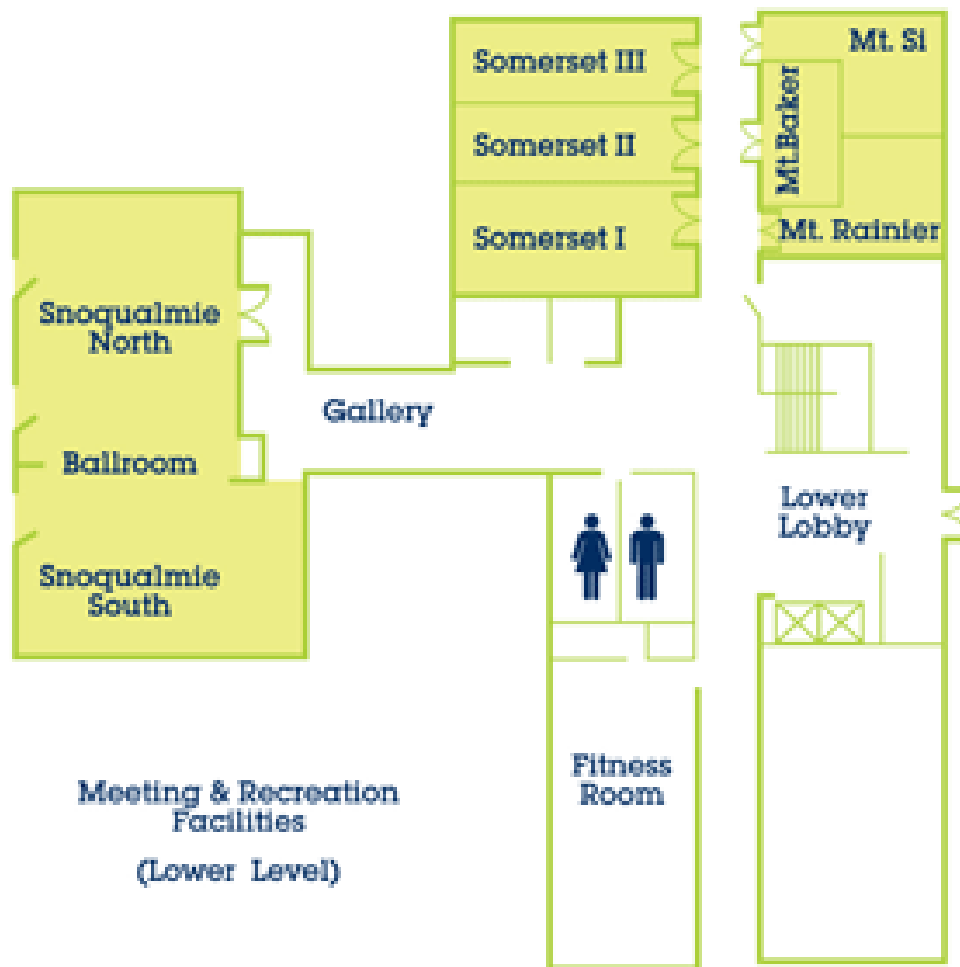 Somerset III
Mt. Si
Somerset II
Mt.Baker
Somerset I
Mt. Rainier
Snoqualmie
North
Gallery
Ballroom
Lower
Lobby
Snoqualmie
South
Fitness
Room
Meeting & Recreation
Facilities
(Lower Level)